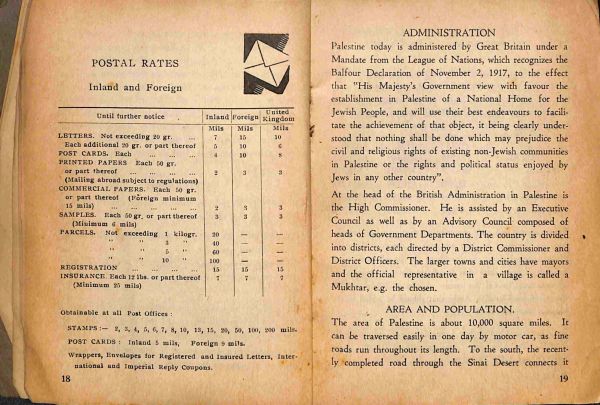 POSTAL RATES
Inland and Foreign
Until further notice Inland Foreign United Kingdom
Mils Mils Mils
LETTERS. Not exceeding 20 gr. ... 7 15 10
Each additional 20 gr. or part thereof 5 10 6
POST CARDS. Each ... ... ... 4 10 8
PRINTED PAPERS Each 50 gr.
or part thereof ... ... ... ... 2 3 3
(Mailing abroad subject to regulations)
COMMERCIAL PAPERS. Each 50 gr.
or part thereof (Foreign minimum
15 mils) ... ... ... ... 2 3 3
SAMPLES. Each 50 gr. or part thereof 3 3 3
(Minimum 6 mils)
PARCELS. Not exceeding 1 kilogr. 20 — —
" " 3 " 40 — —
" " 5 " 60 — —
" " 10 " 100 — —
REGISTRATION ... ... ... ... 15 15 15
INSURANCE. Each 12 lbs. or part thereof 7 7 7
(Minimum 25 mils)
Obtainable at all Post Offices :
STAMPS :— 2, 3, 4, 5, 6, 7, 8, 10, 13, 15, 20, 50, 100, 200 mils.
POST CARDS : Inland 5 mils, Foreign 9 mils.
Wrappers, Envelopes for Registered and Insured Letters, Inter-
national and Imperial Reply Coupons.
18
ADMINISTRATION
Palestine today is administered by Great Britain under a
Mandate from the League of Nations, which recognizes the
Balfour Declaration of November 2, 1917, to the effect
that "His Majesty's Government view with favour the
establishment in Palestine of a National Home for the
Jewish People, and will use their best endeavours to facili-
tate the achievement of that object, it being clearly under-
stood that nothing shall be done which may prejudice the
civil and religious rights of existing non-Jewish communities
in Palestine or the rights and political status enjoyed by
Jews in any other country".
At the head of the British Administration in Palestine is
the High Commissioner. He is assisted by an Executive
Council as well as by an Advisory Council composed of
heads of Government Departments. The country is divided
into districts, each directed by a District Commissioner and
District Officers. The larger towns and cities have mayors
and the official representative in a village is called a
Mukhtar, e.g. the chosen.
AREA AND POPULATION.
The area of Palestine is about 10,000 square miles. It
can be traversed easily in one day by motor car, as fine
roads run throughout its length. To the south, the recent-
ly completed road through the Sinai Desert connects it
19